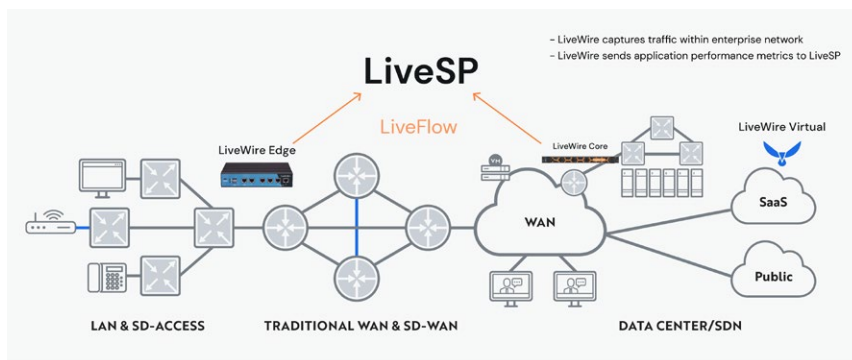 - LiveWire captures traffic within enterprise network
- LiveWire sends application performance metrics to LiveSP
LiveSP
LiveFlow
LiveWire Edge
LiveWire Core
LiveWire Virtual
VH
SaaS
WAN
Public
LAN & SD-ACCESS
TRADITIONAL WAN & SD-WAN
DATA CENTER/SDN